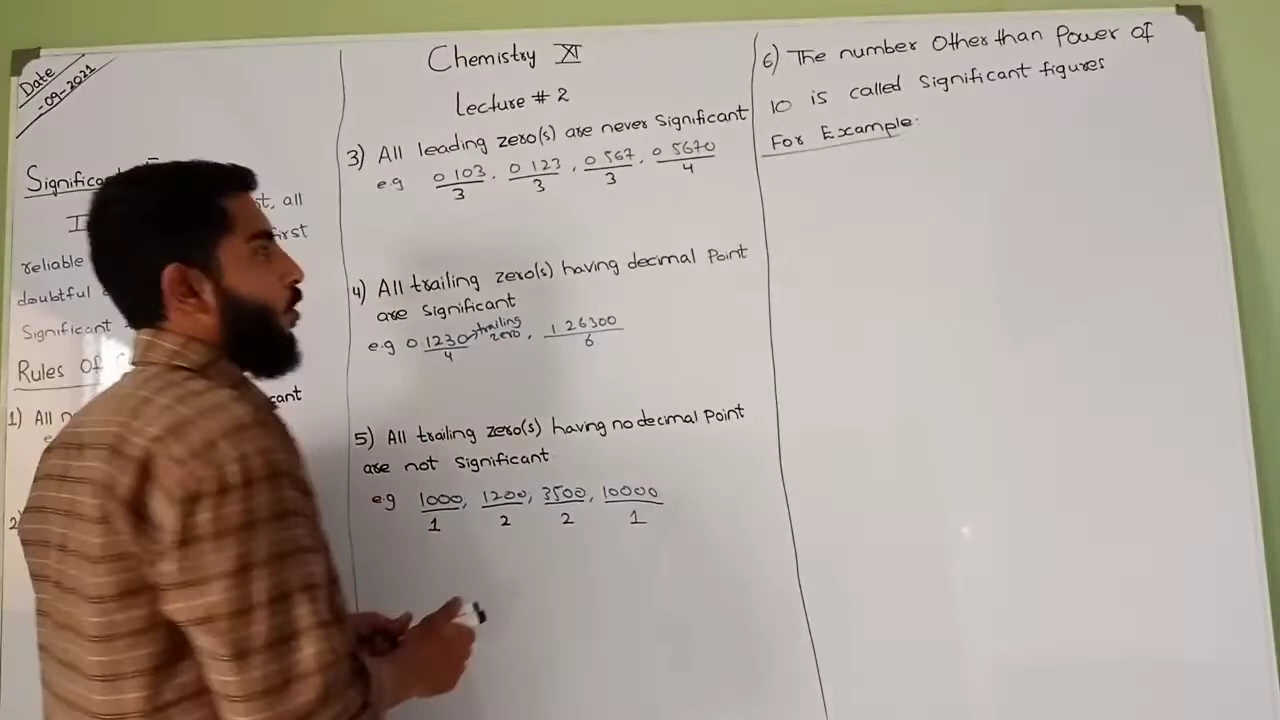 Date
-09-2021
Significan
I st, all
reliable first
doubtful
Significant
Rules Of
cant
1) All n
2)
Chemistry XI
Lecture # 2
3) All leading zero(s) are never Significant
e.g 0 103, 0 123, 0 567, 0 5670
3 3 3 4
4) All trailing zero(s) having decimal Point
are Significant
e.g 0 1230 trailing zero, 1 26300
4 6
5) All trailing zero(s) having no decimal Point
are not Significant
e.g 1000, 1200, 3500, 10000
1 2 2 1
6) The number Other than Power of
10 is called Significant figures
For Example: